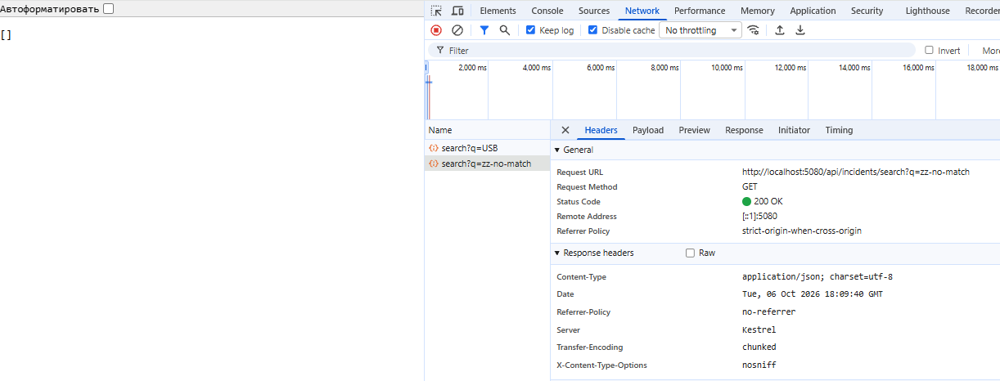 Автоформатировать
[]
Elements Console Sources Network Performance Memory Application Security Lighthouse Recorder
Keep log Disable cache No throttling
Filter Invert More
2,000 ms 4,000 ms 6,000 ms 8,000 ms 10,000 ms 12,000 ms 14,000 ms 16,000 ms 18,000 ms
Name
search?q=USB
search?q=zz-no-match
Headers Payload Preview Response Initiator Timing
General
Request URL http://localhost:5080/api/incidents/search?q=zz-no-match
Request Method GET
Status Code 200 OK
Remote Address [::1]:5080
Referrer Policy strict-origin-when-cross-origin
Response headers Raw
Content-Type application/json; charset=utf-8
Date Tue, 06 Oct 2026 18:09:40 GMT
Referrer-Policy no-referrer
Server Kestrel
Transfer-Encoding chunked
X-Content-Type-Options nosniff